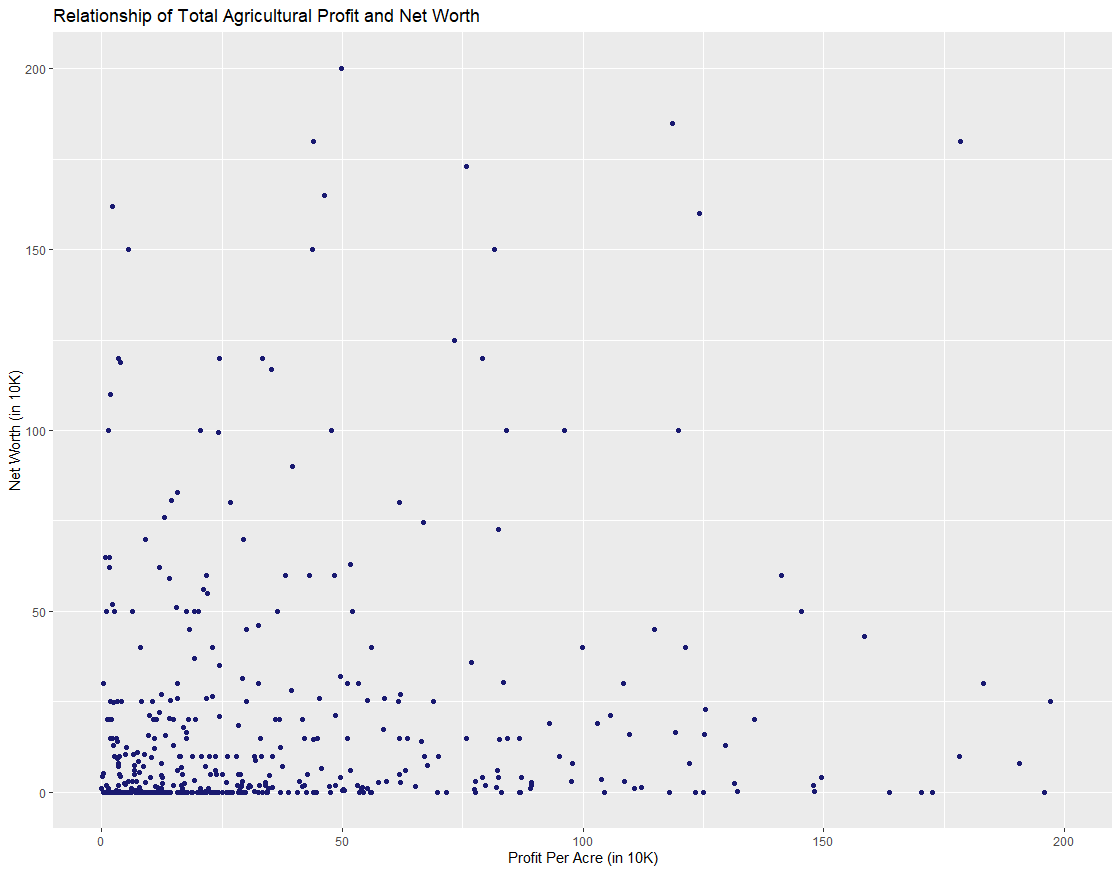 Relationship of Total Agricultural Profit and Net Worth
200
150
100
50
0
Net Worth (in 10K)
0 50 100 150 200
Profit Per Acre (in 10K)